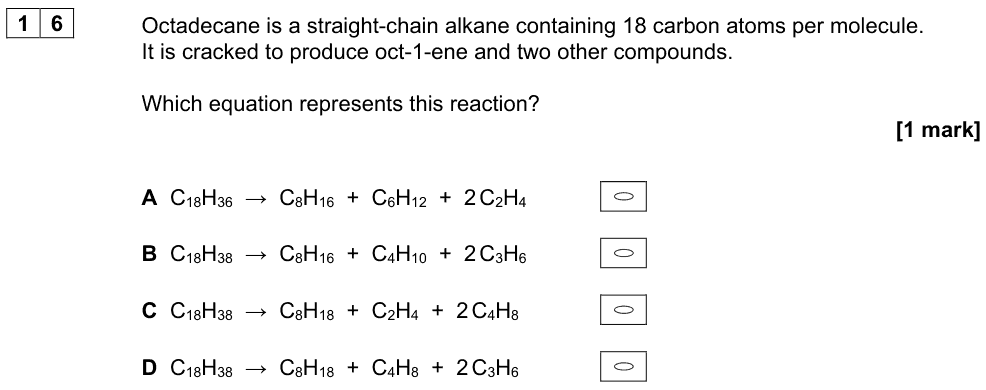 1 6 Octadecane is a straight-chain alkane containing 18 carbon atoms per molecule.
It is cracked to produce oct-1-ene and two other compounds.
Which equation represents this reaction?
[1 mark]
A C₁₈H₃₆ → C₈H₁₆ + C₆H₁₂ + 2C₂H₄
B C₁₈H₃₈ → C₈H₁₆ + C₄H₁₀ + 2C₃H₆
C C₁₈H₃₈ → C₈H₁₈ + C₂H₄ + 2C₄H₈
D C₁₈H₃₈ → C₈H₁₈ + C₄H₈ + 2C₃H₆